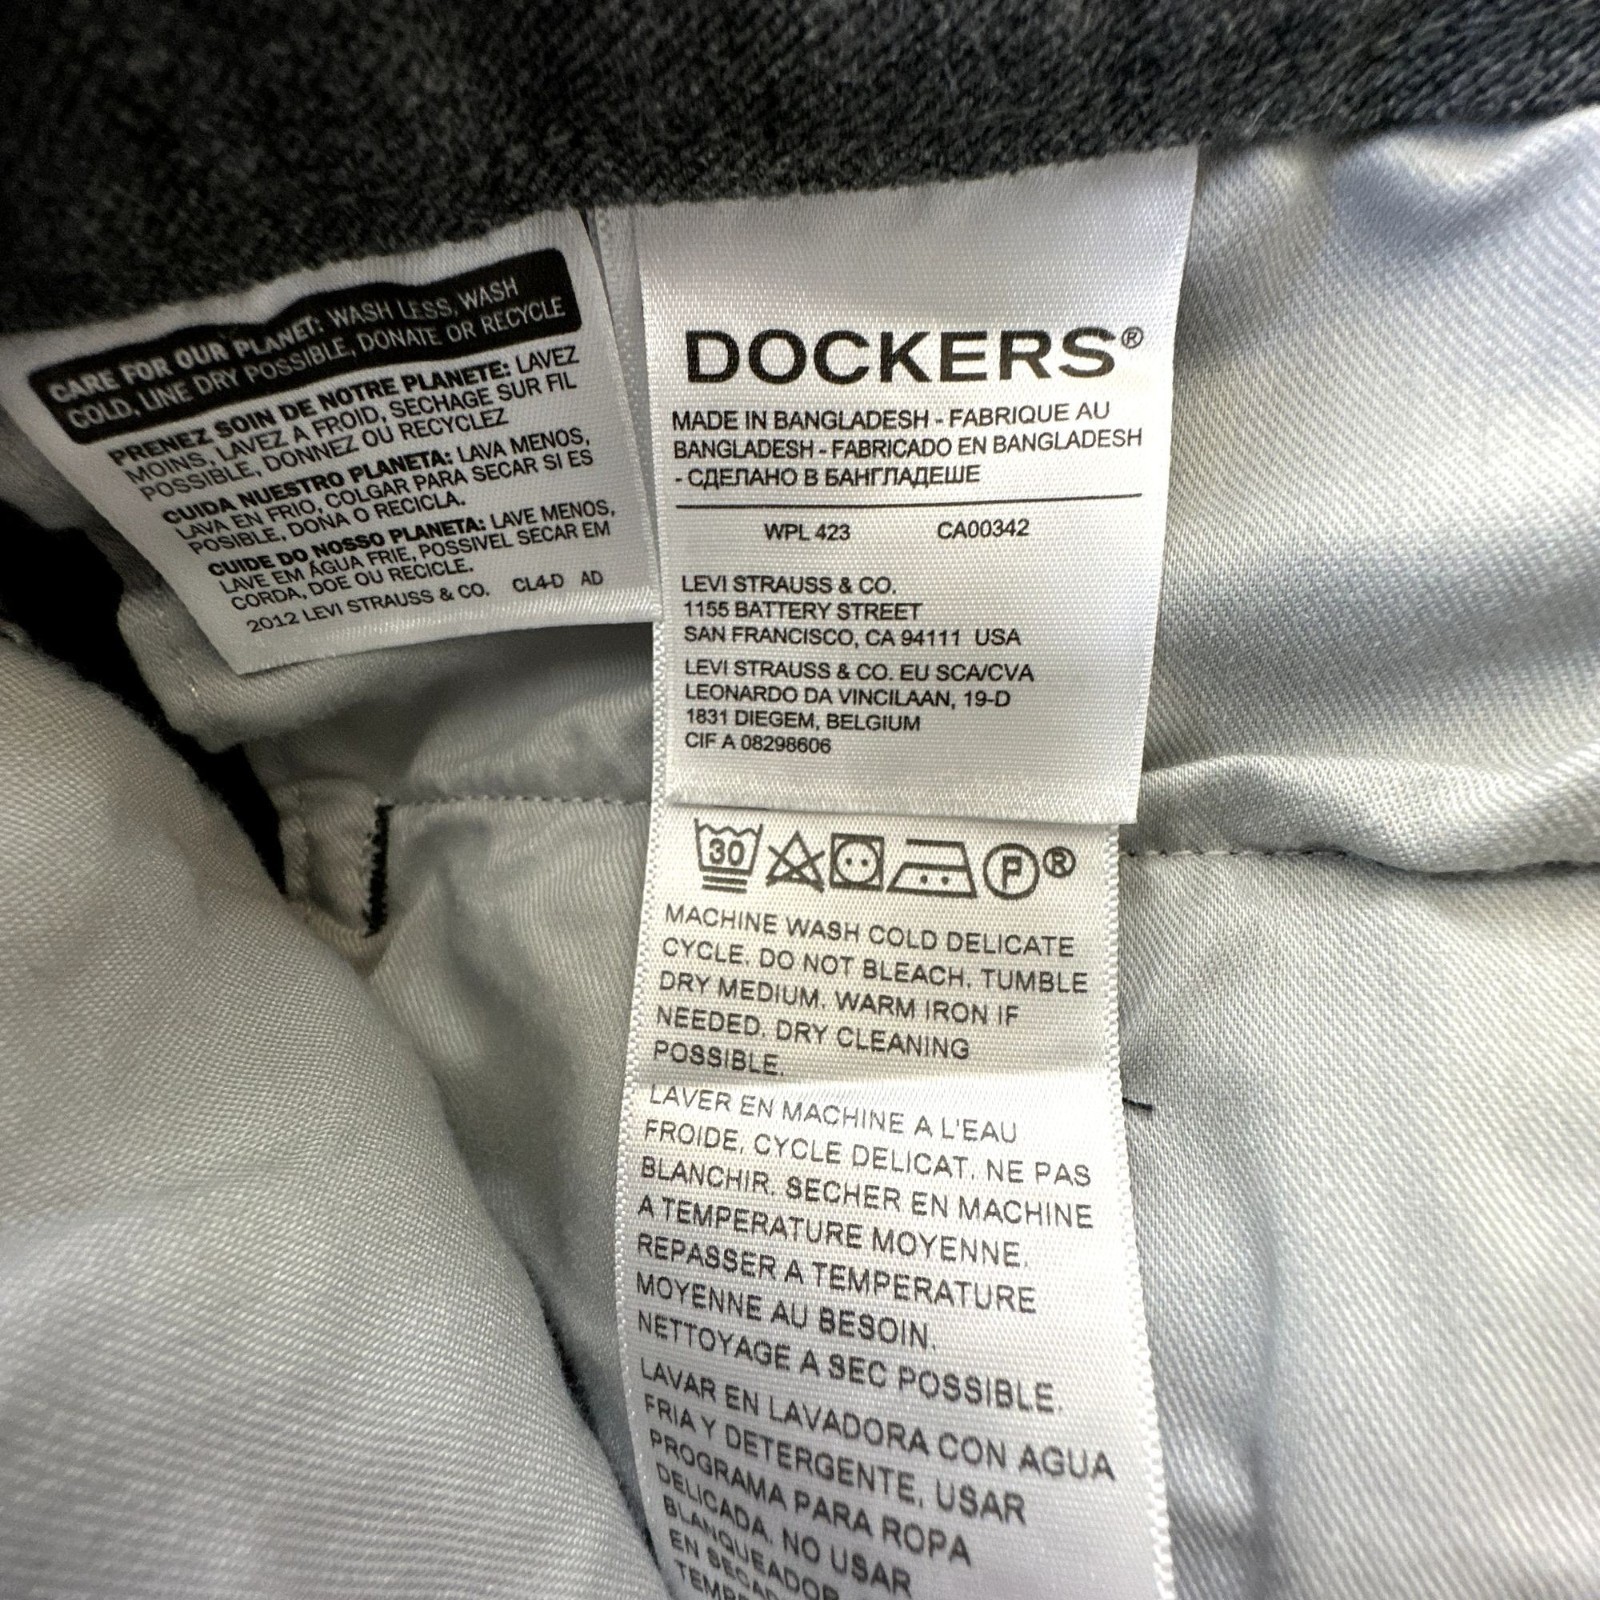 CARE FOR OUR PLANET: WASH LESS, WASH
COLD, LINE DRY POSSIBLE, DONATE OR RECYCLE
PRENEZ SOIN DE NOTRE PLANETE: LAVEZ
MOINS, LAVEZ A FROID, SECHAGE SUR FIL
POSSIBLE, DONNEZ OU RECYCLEZ
CUIDA NUESTRO PLANETA: LAVA MENOS,
LAVA EN FRIO, COLGAR PARA SECAR SI ES
POSIBLE, DONA O RECICLA.
CUIDE DO NOSSO PLANETA: LAVE MENOS,
LAVE EM ÁGUA FRIE, POSSIVEL SECAR EM
CORDA, DOE OU RECICLE.
2012 LEVI STRAUSS & CO. CL4-D AD
DOCKERS®
MADE IN BANGLADESH - FABRIQUE AU
BANGLADESH - FABRICADO EN BANGLADESH
- СДЕЛАНО В БАНГЛАДЕШЕ
WPL 423 CA00342
LEVI STRAUSS & CO.
1155 BATTERY STREET
SAN FRANCISCO, CA 94111 USA
LEVI STRAUSS & CO. EU SCA/CVA
LEONARDO DA VINCILAAN, 19-D
1831 DIEGEM, BELGIUM
CIF A 08298606
30 P ®
MACHINE WASH COLD DELICATE
CYCLE. DO NOT BLEACH. TUMBLE
DRY MEDIUM. WARM IRON IF
NEEDED. DRY CLEANING
POSSIBLE.
LAVER EN MACHINE A L'EAU
FROIDE, CYCLE DELICAT. NE PAS
BLANCHIR. SECHER EN MACHINE
A TEMPERATURE MOYENNE.
REPASSER A TEMPERATURE
MOYENNE AU BESOIN.
NETTOYAGE A SEC POSSIBLE.
LAVAR EN LAVADORA CON AGUA
FRIA Y DETERGENTE, USAR
PROGRAMA PARA ROPA
DELICADA. NO USAR
BLANQUEADOR
EN